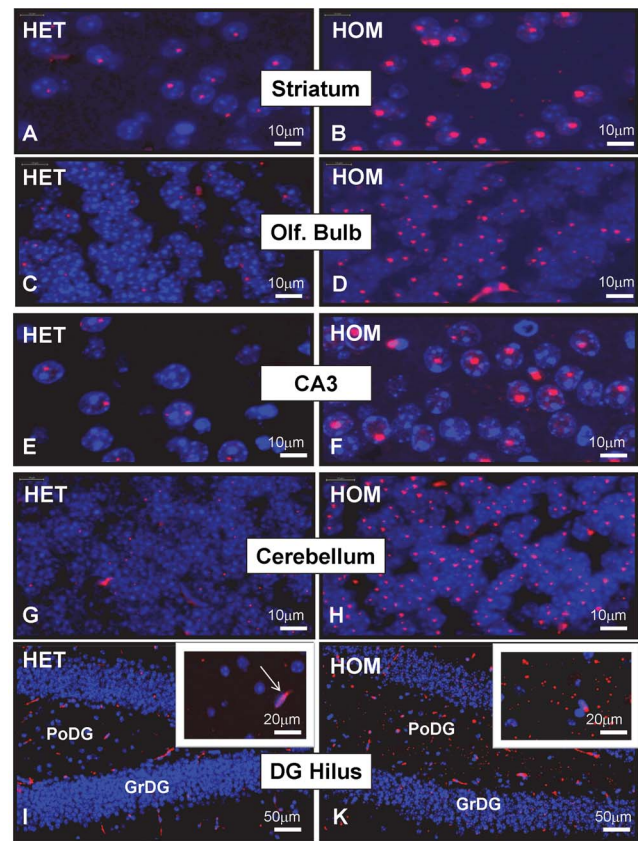 HET
HOM
Striatum
A
10μm
B
10μm
HET
HOM
Olf. Bulb
C
10μm
D
10μm
HET
HOM
CA3
E
10μm
F
10μm
HET
HOM
Cerebellum
G
10μm
H
10μm
HET
HOM
20μm
20μm
PoDG
PoDG
DG Hilus
GrDG
GrDG
I
50μm
K
50μm